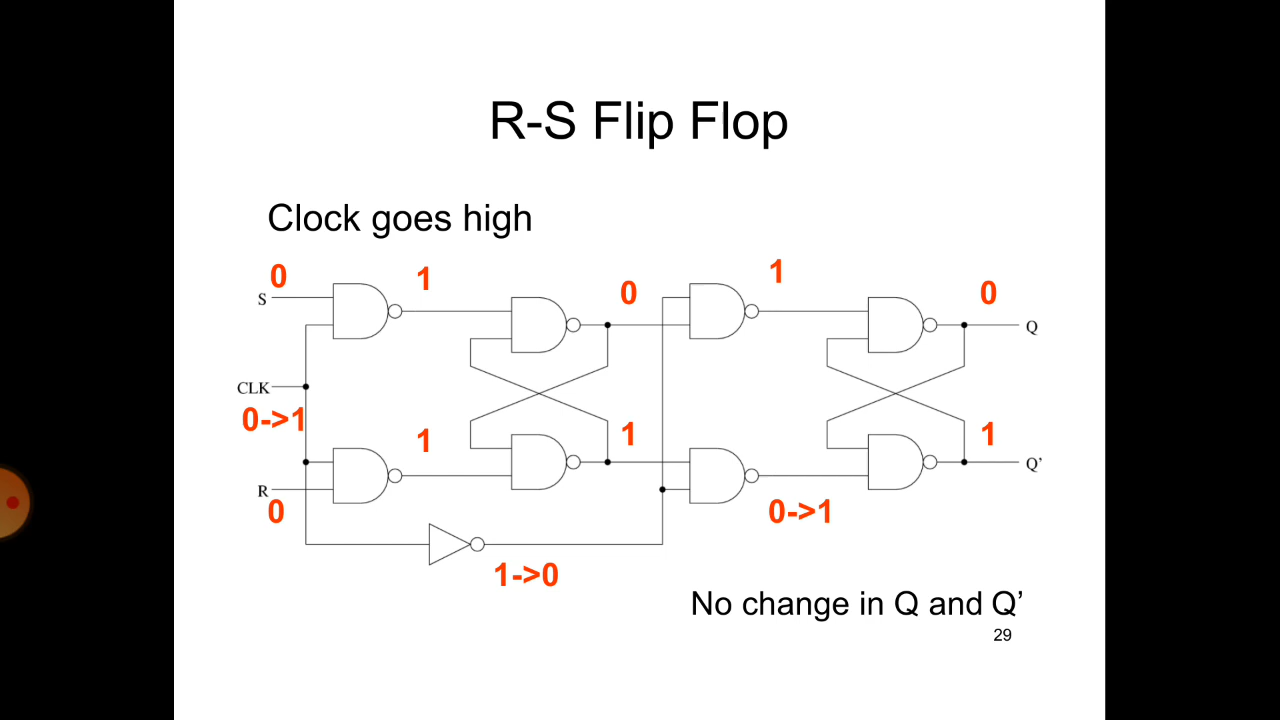 R-S Flip Flop
Clock goes high
0
1
0
1
0
S
Q
CLK
0->1
1
1
1
Q’
R
0
0->1
1->0
No change in Q and Q’
29